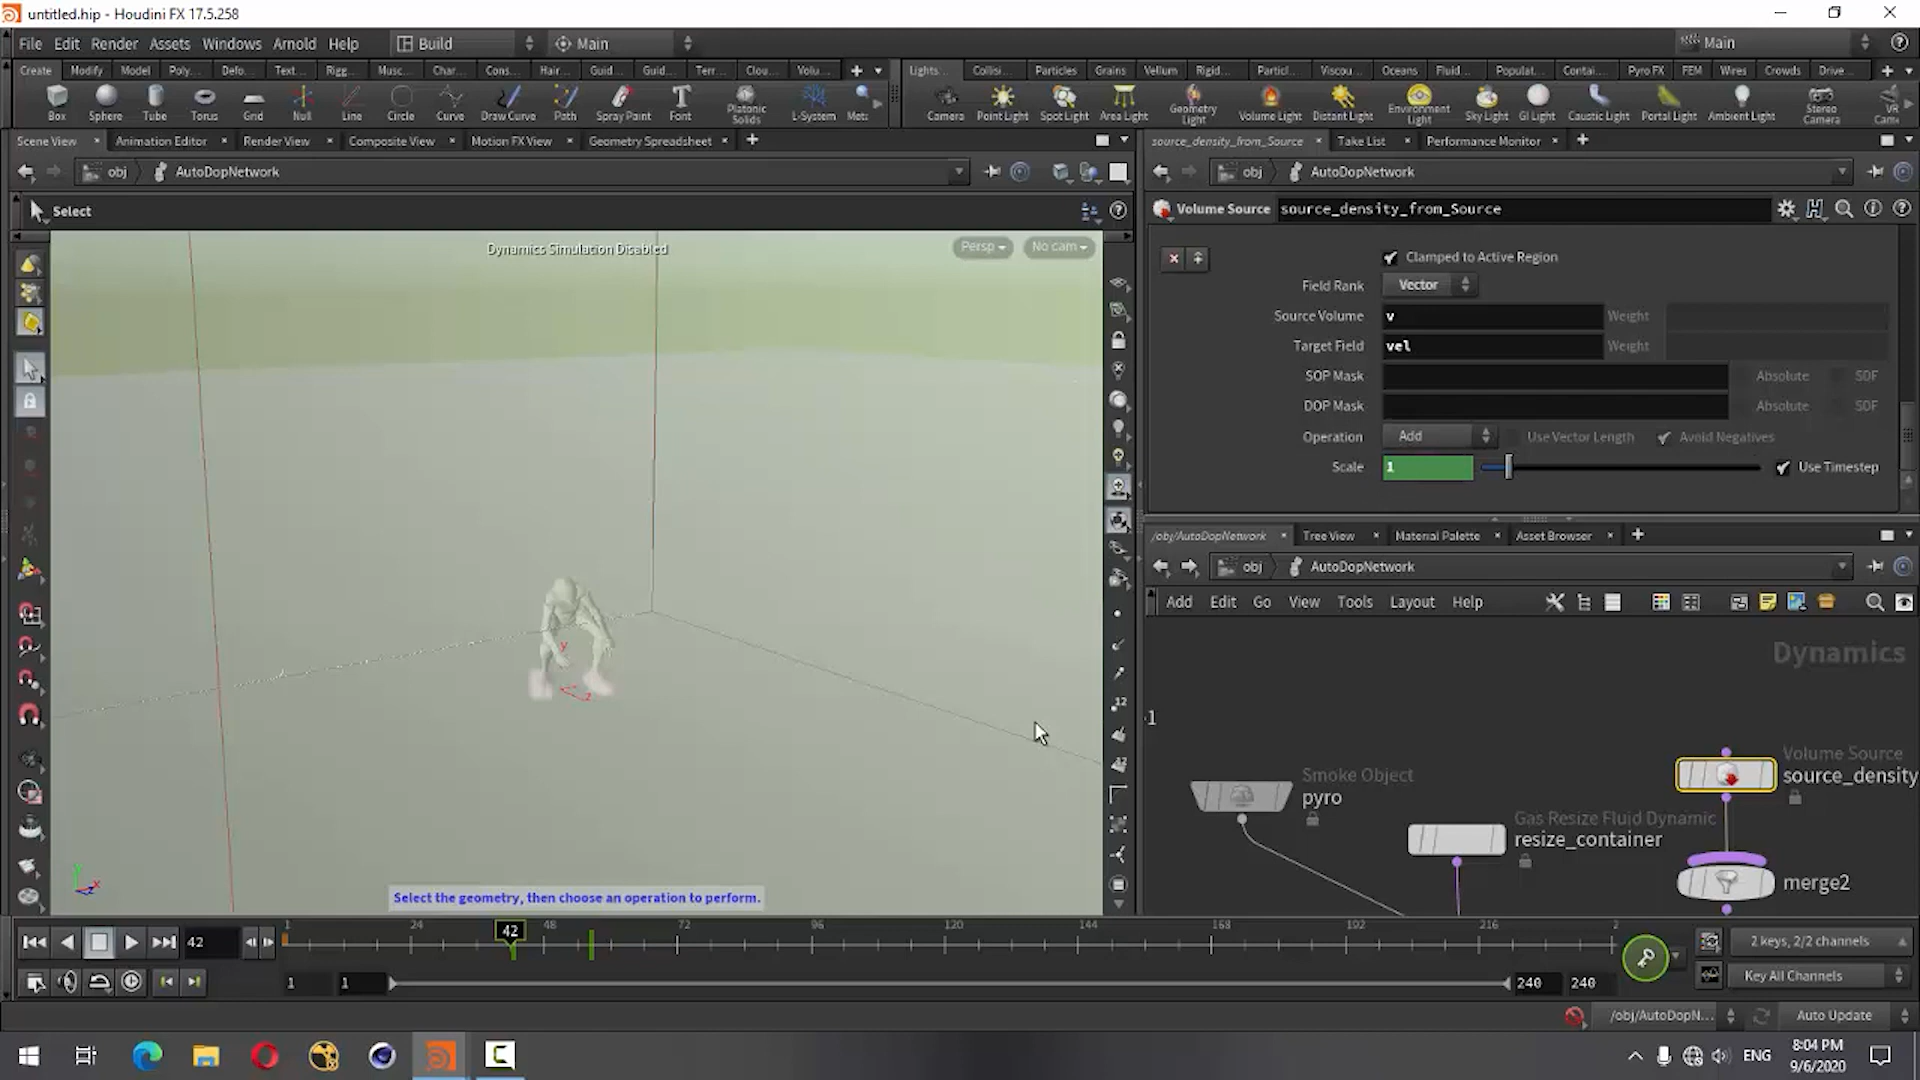 untitled.hip - Houdini FX 17.5.258
File Edit Render Assets Windows Arnold Help Build Main Main
Create Modify Model Poly... Defo... Text... Rigg... Musc... Char... Cons... Hair... Guid... Guid... Terr... Clou... Volu... Lights... Collisi... Particles Grains Vellum Rigid... Particl... Viscou... Oceans Fluid... Populat... Contai... Pyro FX FEM Wires Crowds Drive...
Box Sphere Tube Torus Grid Null Line Circle Curve Draw Curve Path Spray Paint Font Platonic Solids L-System Camera Point Light Spot Light Area Light Geometry Light Volume Light Distant Light Environment Light Sky Light GI Light Caustic Light Portal Light Ambient Light Stereo Camera
Scene View Animation Editor Render View Composite View Motion FX View Geometry Spreadsheet source_density_from_Source Take List Performance Monitor
obj AutoDopNetwork obj AutoDopNetwork
Select Volume Source source_density_from_Source
Dynamics Simulation Disabled Persp No cam
Clamped to Active Region
Field Rank Vector
Source Volume v Weight
Target Field vel Weight
SOP Mask Absolute SDF
DOP Mask Absolute SDF
Operation Add Use Vector Length Avoid Negatives
Scale 1 Use Timestep
/obj/AutoDopNetwork Tree View Material Palette Asset Browser
obj AutoDopNetwork
Add Edit Go View Tools Layout Help
Dynamics
Smoke Object
pyro
Gas Resize Fluid Dynamic
resize_container
Volume Source
source_density
merge2
Select the geometry, then choose an operation to perform.
42 1 24 42 48 72 96 120 144 168 192 216 2 2 keys, 2/2 channels
1 1 240 240 Key All Channels
/obj/AutoDopN... Auto Update
ENG 8:04 PM
9/6/2020